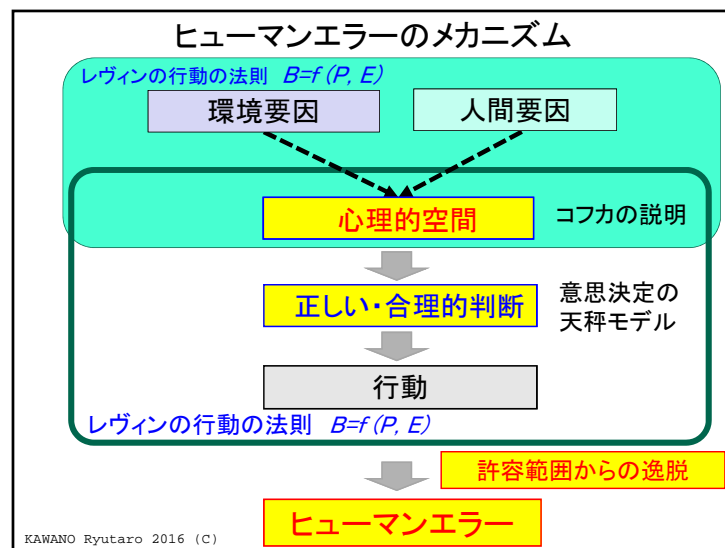 ヒューマンエラーのメカニズム
レヴィンの行動の法則 B=f(P, E)
環境要因
人間要因
心理的空間
コフカの説明
正しい・合理的判断
意思決定の
天秤モデル
行動
レヴィンの行動の法則 B=f(P, E)
許容範囲からの逸脱
ヒューマンエラー
KAWANO Ryutaro 2016 (C)